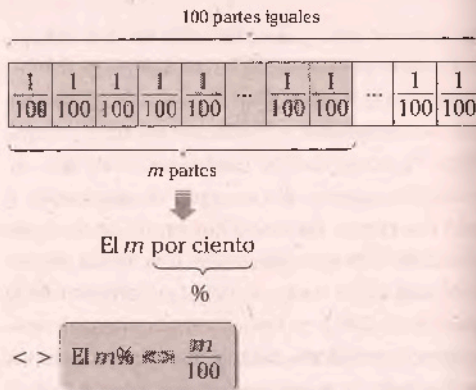 100 partes iguales
1/100 1/100 1/100 1/100 1/100 ... 1/100 1/100 ... 1/100 1/100
m partes
El m por ciento
%
< > El m% <> m/100